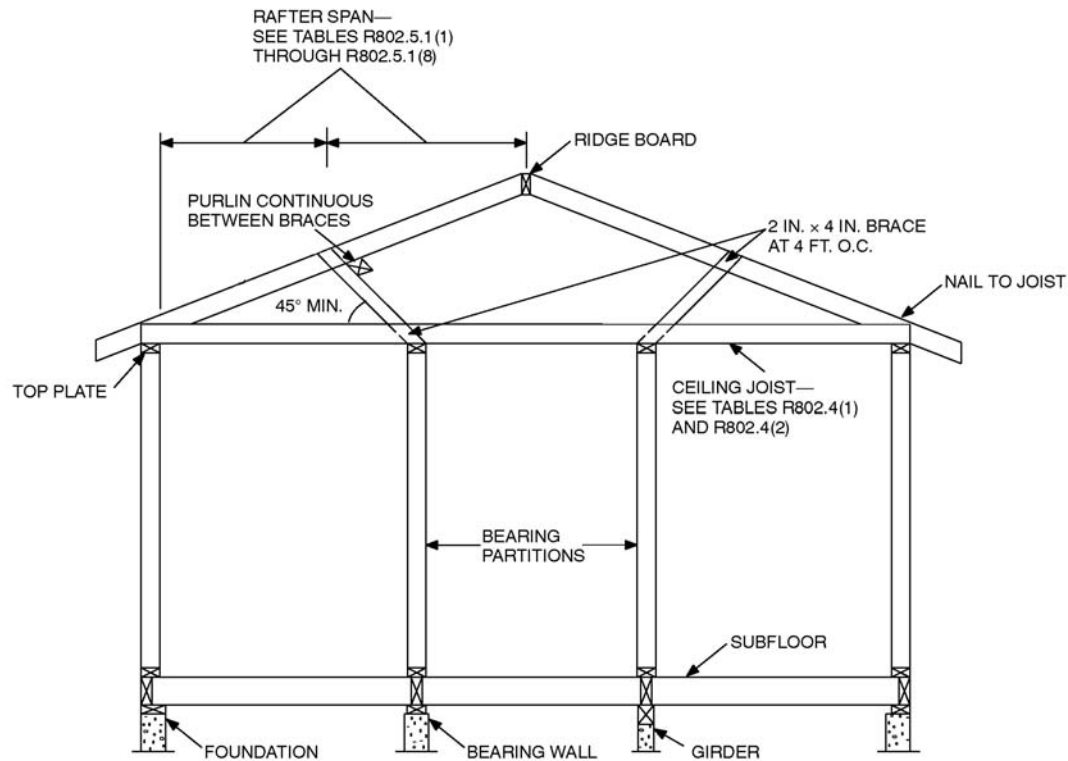 RAFTER SPAN—
SEE TABLES R802.5.1(1)
THROUGH R802.5.1(8)
RIDGE BOARD
PURLIN CONTINUOUS
BETWEEN BRACES
2 IN. × 4 IN. BRACE
AT 4 FT. O.C.
NAIL TO JOIST
45° MIN.
TOP PLATE
CEILING JOIST—
SEE TABLES R802.4(1)
AND R802.4(2)
BEARING
PARTITIONS
SUBFLOOR
FOUNDATION
BEARING WALL
GIRDER